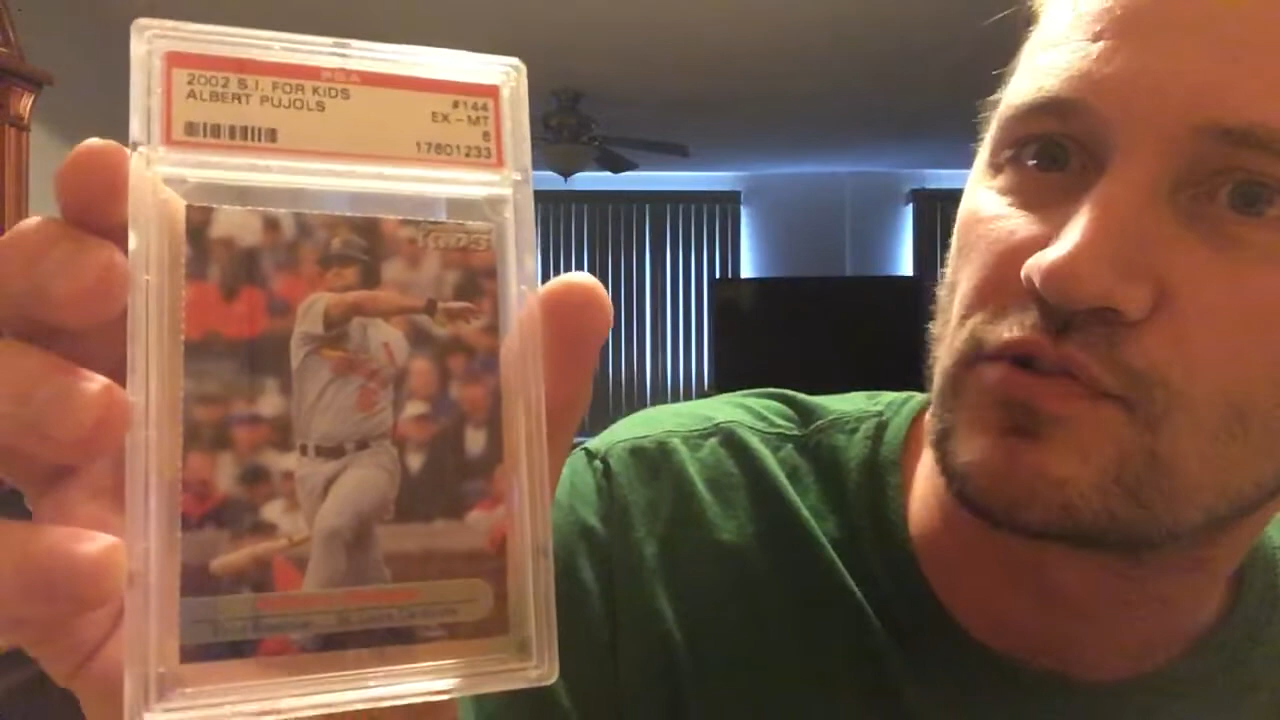 PSA
2002 S.I. FOR KIDS
#144
ALBERT PUJOLS
EX - MT
6
17601233